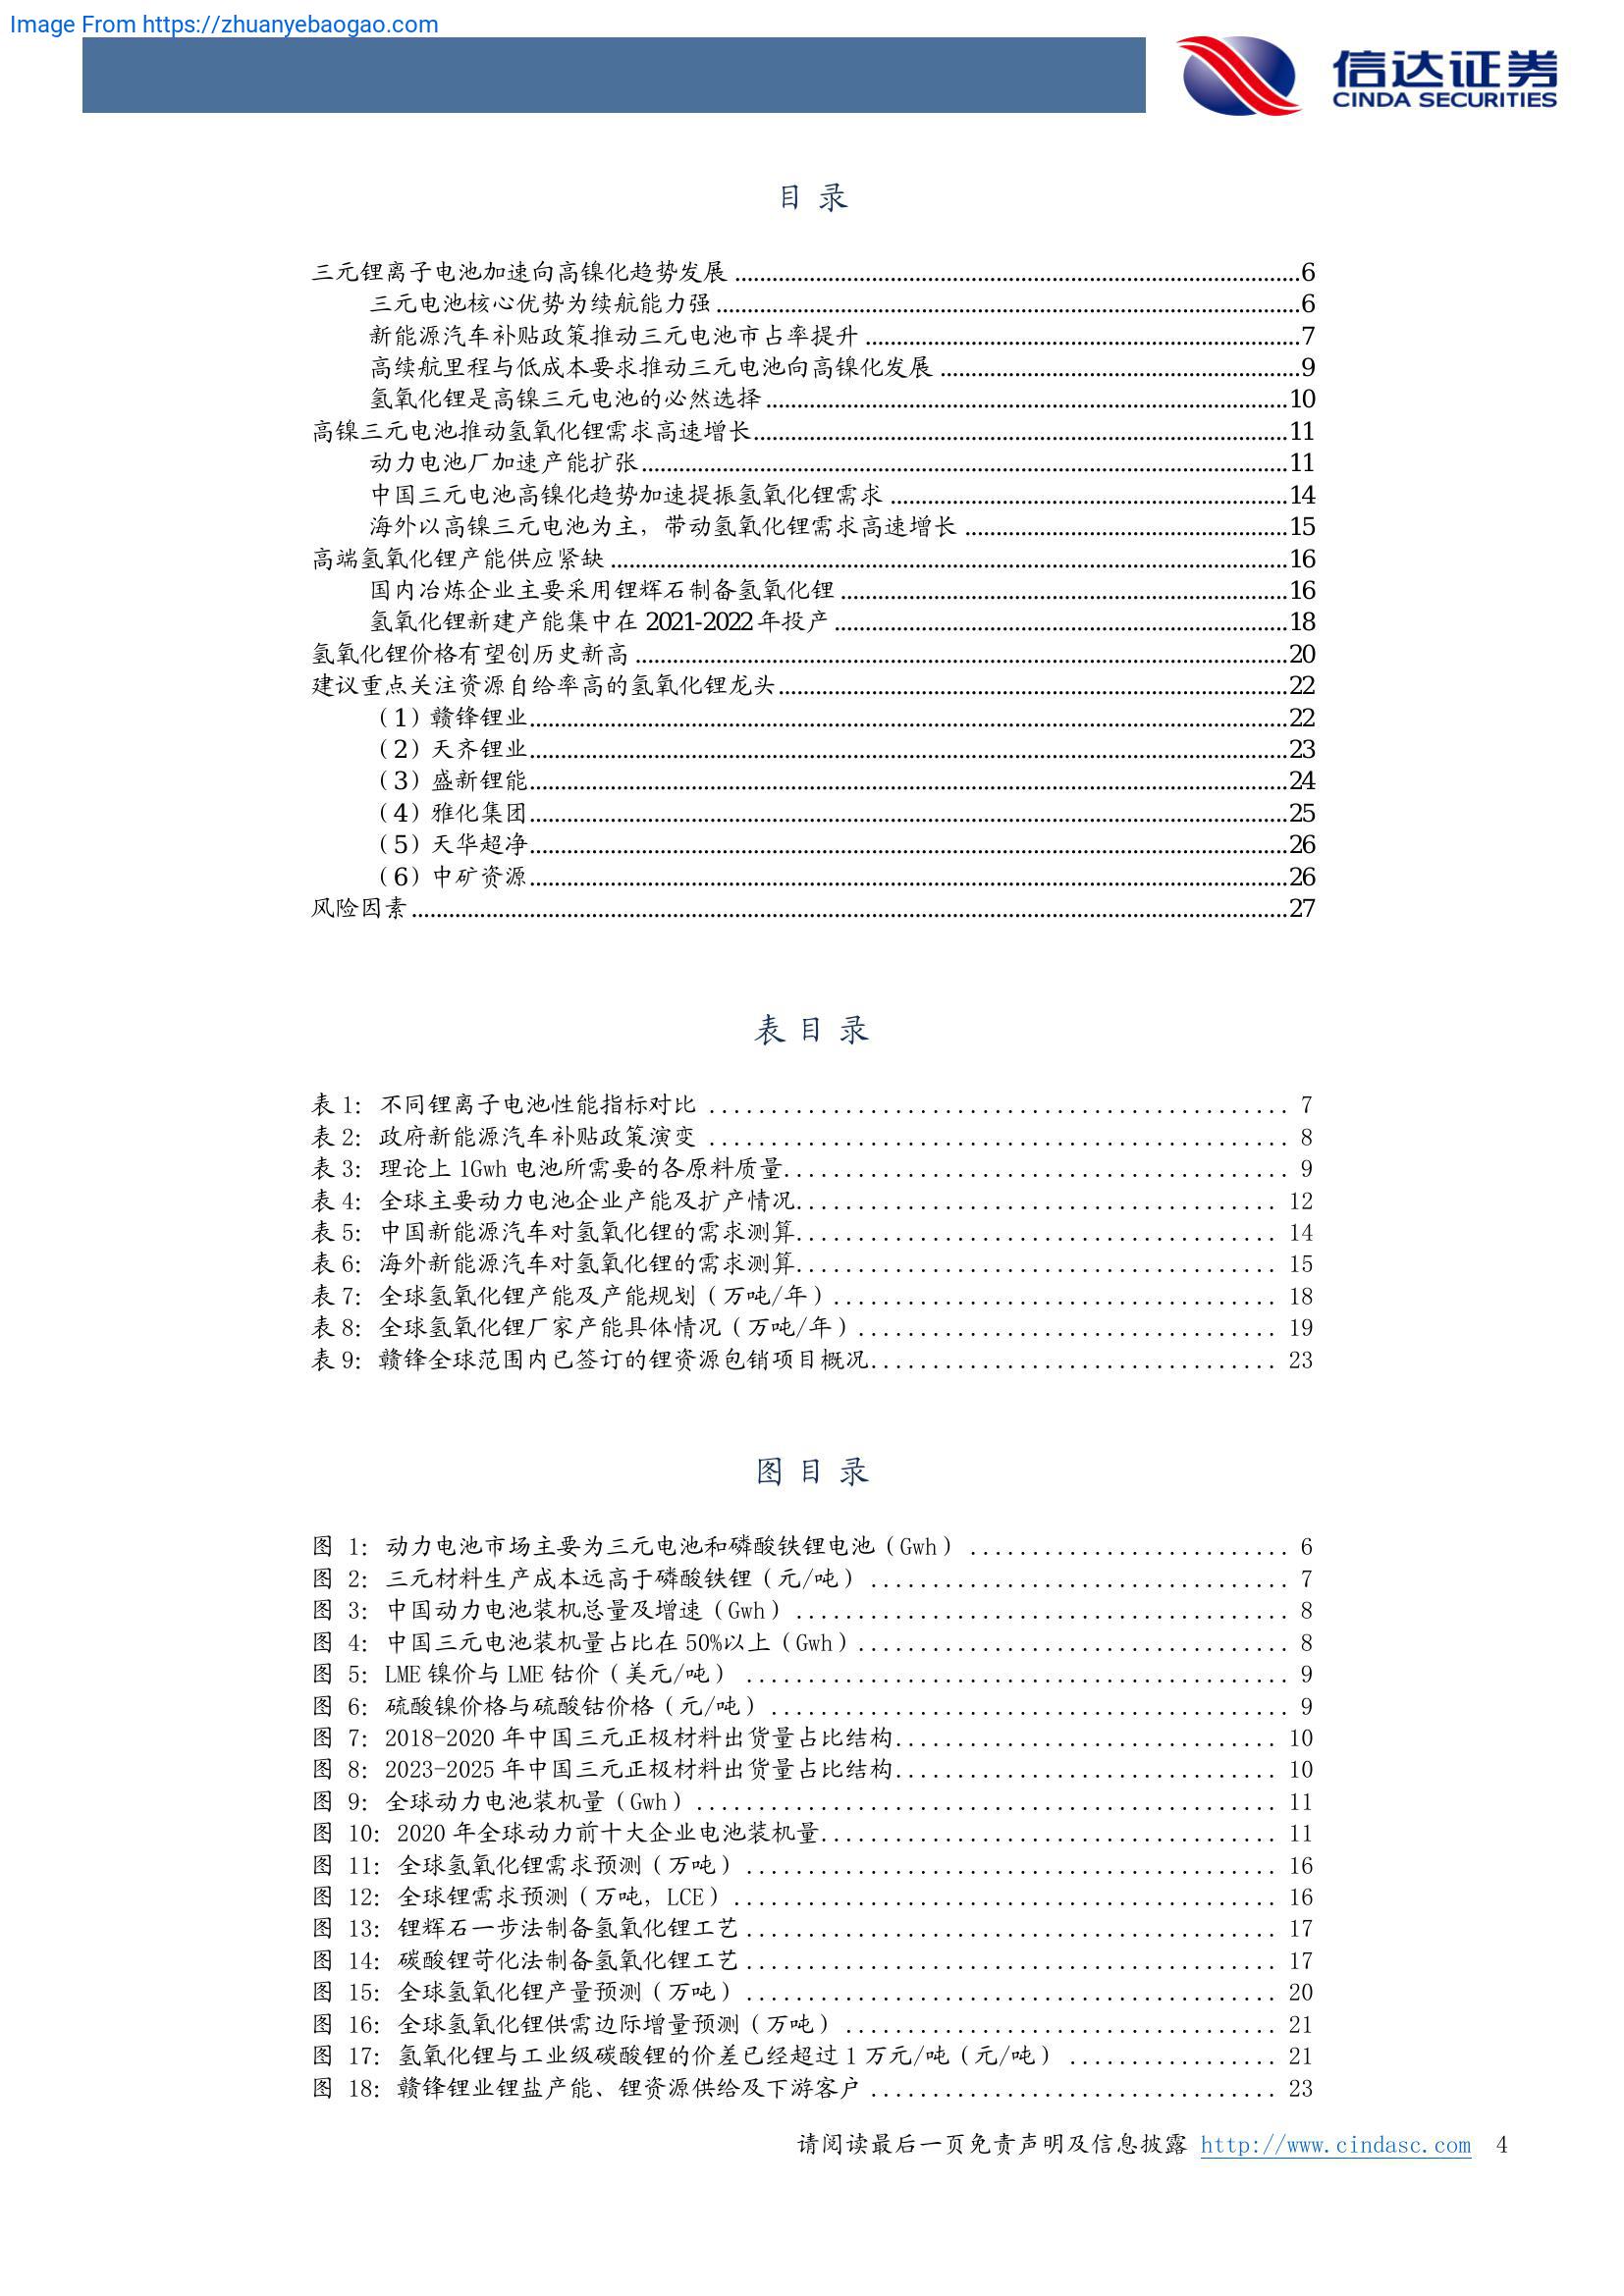 Image From https://zhuanyebaogao.com
信达证券
CINDA SECURITIES
目 录
三元锂离子电池加速向高镍化趋势发展 ........................................ 6
三元电池核心优势为续航能力强 ........................................ 6
新能源汽车补贴政策推动三元电池市占率提升 ........................................ 7
高续航里程与低成本要求推动三元电池向高镍化发展 ........................................ 9
氢氧化锂是高镍三元电池的必然选择 ........................................ 10
高镍三元电池推动氢氧化锂需求高速增长 ........................................ 11
动力电池厂加速产能扩张 ........................................ 11
中国三元电池高镍化趋势加速提振氢氧化锂需求 ........................................ 14
海外以高镍三元电池为主，带动氢氧化锂需求高速增长 ........................................ 15
高端氢氧化锂产能供应紧缺 ........................................ 16
国内冶炼企业主要采用锂辉石制备氢氧化锂 ........................................ 16
氢氧化锂新建产能集中在 2021-2022 年投产 ........................................ 18
氢氧化锂价格有望创历史新高 ........................................ 20
建议重点关注资源自给率高的氢氧化锂龙头 ........................................ 22
（1）赣锋锂业 ........................................ 22
（2）天齐锂业 ........................................ 23
（3）盛新锂能 ........................................ 24
（4）雅化集团 ........................................ 25
（5）天华超净 ........................................ 26
（6）中矿资源 ........................................ 26
风险因素 ........................................ 27
表 目 录
表 1：不同锂离子电池性能指标对比 ........................................ 7
表 2：政府新能源汽车补贴政策演变 ........................................ 8
表 3：理论上 1Gwh 电池所需要的各原料质量 ........................................ 9
表 4：全球主要动力电池企业产能及扩产情况 ........................................ 12
表 5：中国新能源汽车对氢氧化锂的需求测算 ........................................ 14
表 6：海外新能源汽车对氢氧化锂的需求测算 ........................................ 15
表 7：全球氢氧化锂产能及产能规划（万吨/年） ........................................ 18
表 8：全球氢氧化锂厂家产能具体情况（万吨/年） ........................................ 19
表 9：赣锋全球范围内已签订的锂资源包销项目概况 ........................................ 23
图 目 录
图 1：动力电池市场主要为三元电池和磷酸铁锂电池（Gwh） ........................................ 6
图 2：三元材料生产成本远高于磷酸铁锂（元/吨） ........................................ 7
图 3：中国动力电池装机总量及增速（Gwh） ........................................ 8
图 4：中国三元电池装机量占比在 50%以上（Gwh） ........................................ 8
图 5：LME 镍价与 LME 钴价（美元/吨） ........................................ 9
图 6：硫酸镍价格与硫酸钴价格（元/吨） ........................................ 9
图 7：2018-2020 年中国三元正极材料出货量占比结构 ........................................ 10
图 8：2023-2025 年中国三元正极材料出货量占比结构 ........................................ 10
图 9：全球动力电池装机量（Gwh） ........................................ 11
图 10：2020 年全球动力前十大企业电池装机量 ........................................ 11
图 11：全球氢氧化锂需求预测（万吨） ........................................ 16
图 12：全球锂需求预测（万吨，LCE） ........................................ 16
图 13：锂辉石一步法制备氢氧化锂工艺 ........................................ 17
图 14：碳酸锂苛化法制备氢氧化锂工艺 ........................................ 17
图 15：全球氢氧化锂产量预测（万吨） ........................................ 20
图 16：全球氢氧化锂供需边际增量预测（万吨） ........................................ 21
图 17：氢氧化锂与工业级碳酸锂的价差已经超过 1 万元/吨（元/吨） ........................................ 21
图 18：赣锋锂业锂盐产能、锂资源供给及下游客户 ........................................ 23
请阅读最后一页免责声明及信息披露 http://www.cindasc.com 4